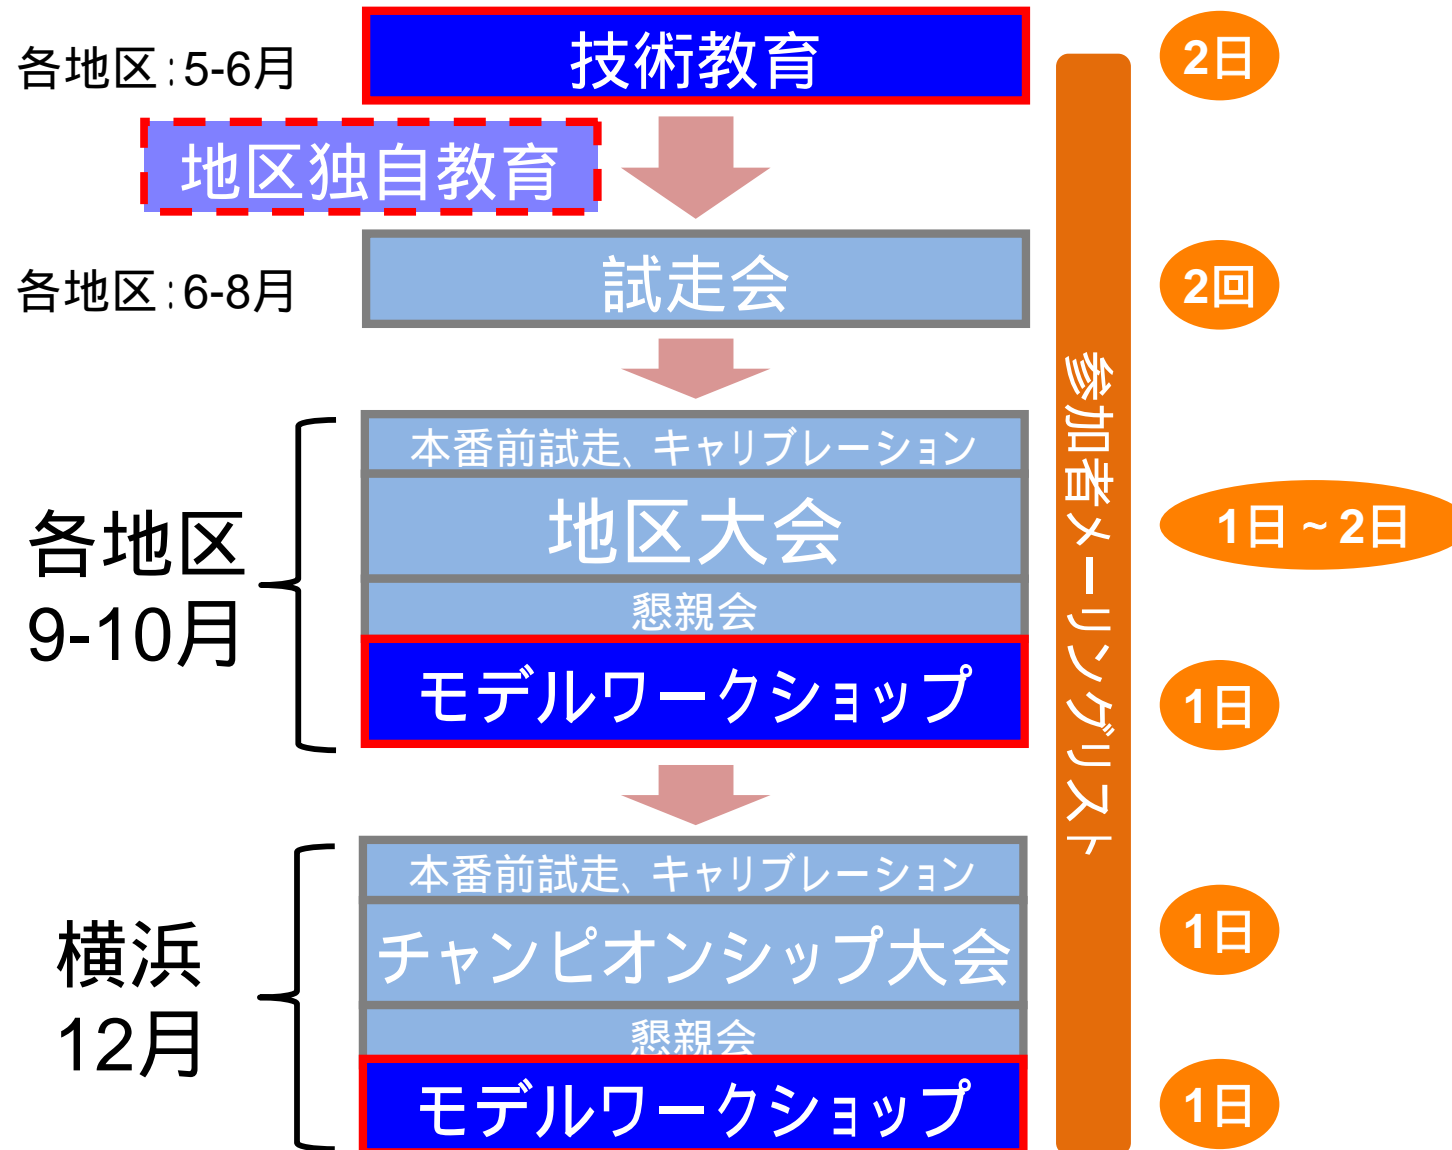 各地区:5-6月
技術教育
2日
地区独自教育
各地区:6-8月
試走会
2回
参加者メーリングリスト
各地区
9-10月
本番前試走、キャリブレーション
地区大会
懇親会
モデルワークショップ
1日~2日
1日
横浜
12月
本番前試走、キャリブレーション
チャンピオンシップ大会
懇親会
モデルワークショップ
1日
1日